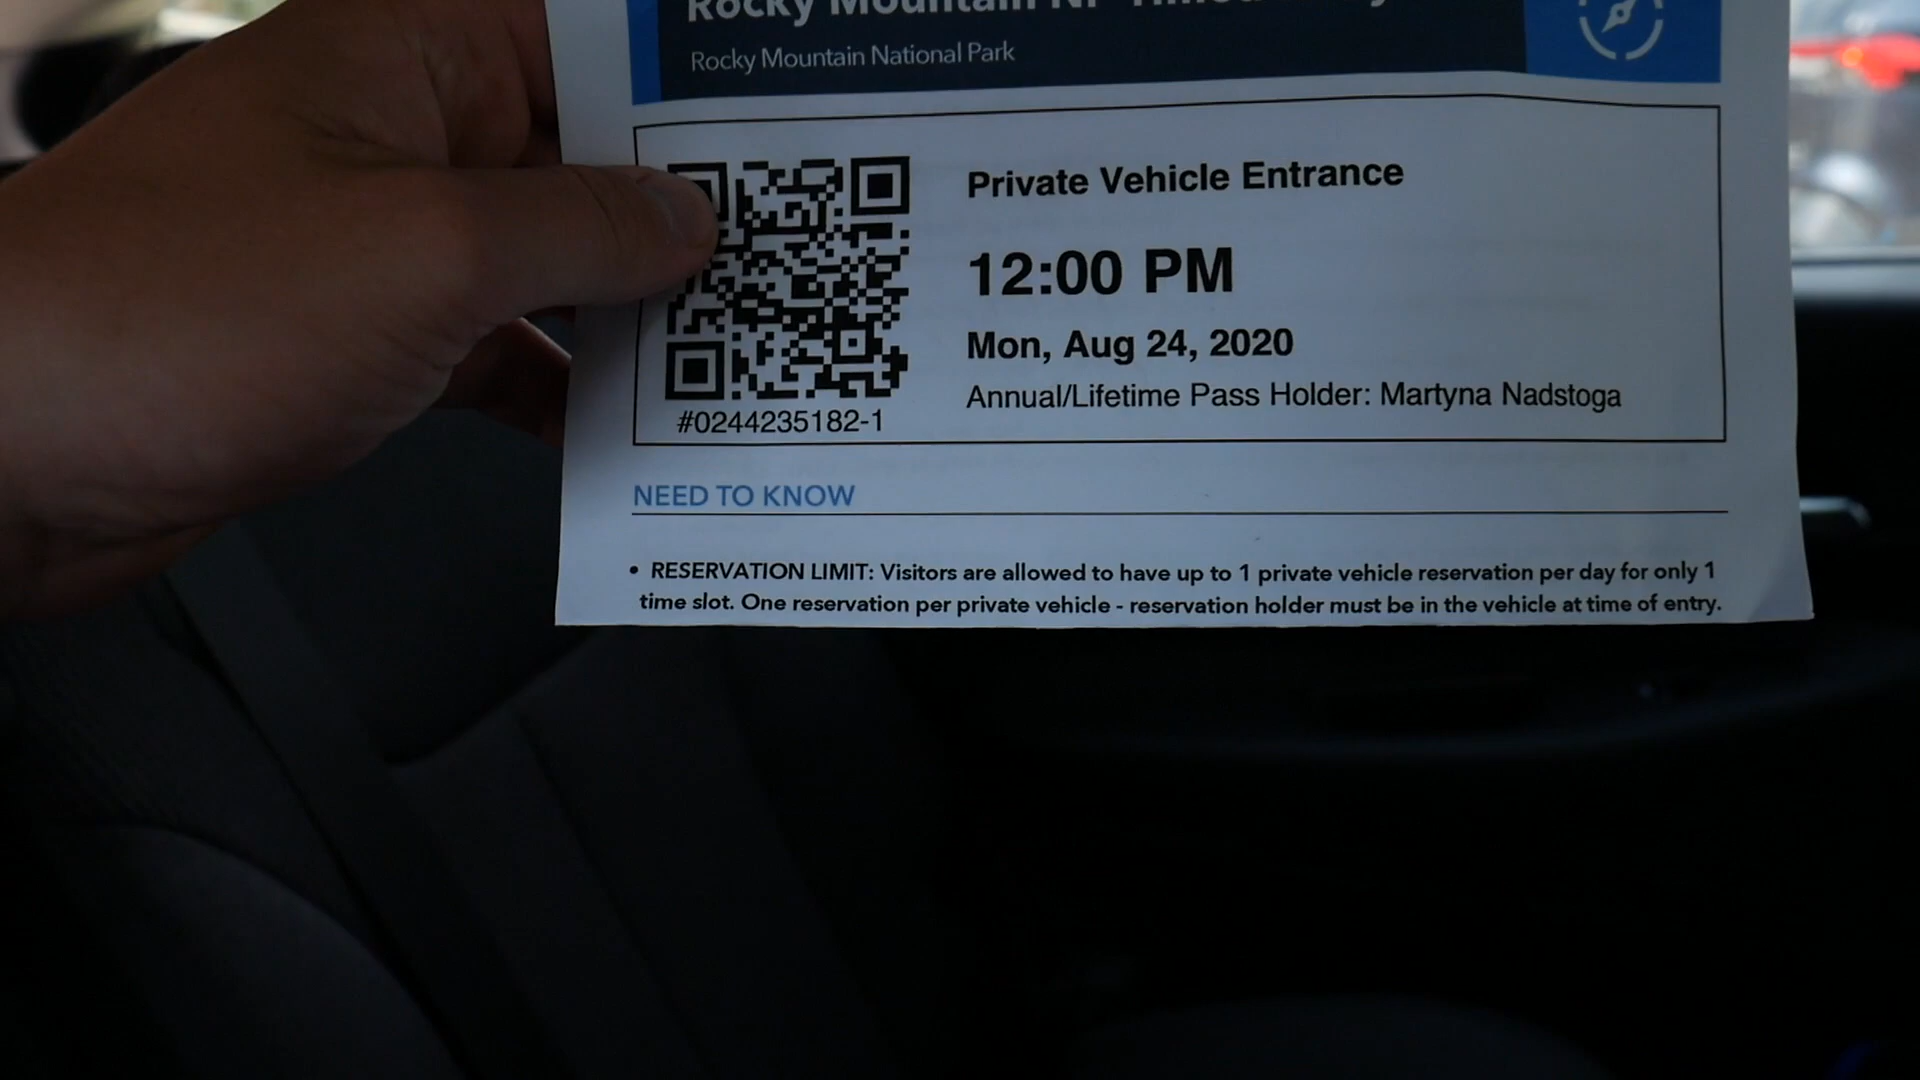 Rocky Mountain NP
Rocky Mountain National Park
Private Vehicle Entrance
12:00 PM
Mon, Aug 24, 2020
Annual/Lifetime Pass Holder: Martyna Nadstoga
#0244235182-1
NEED TO KNOW
• RESERVATION LIMIT: Visitors are allowed to have up to 1 private vehicle reservation per day for only 1
time slot. One reservation per private vehicle - reservation holder must be in the vehicle at time of entry.